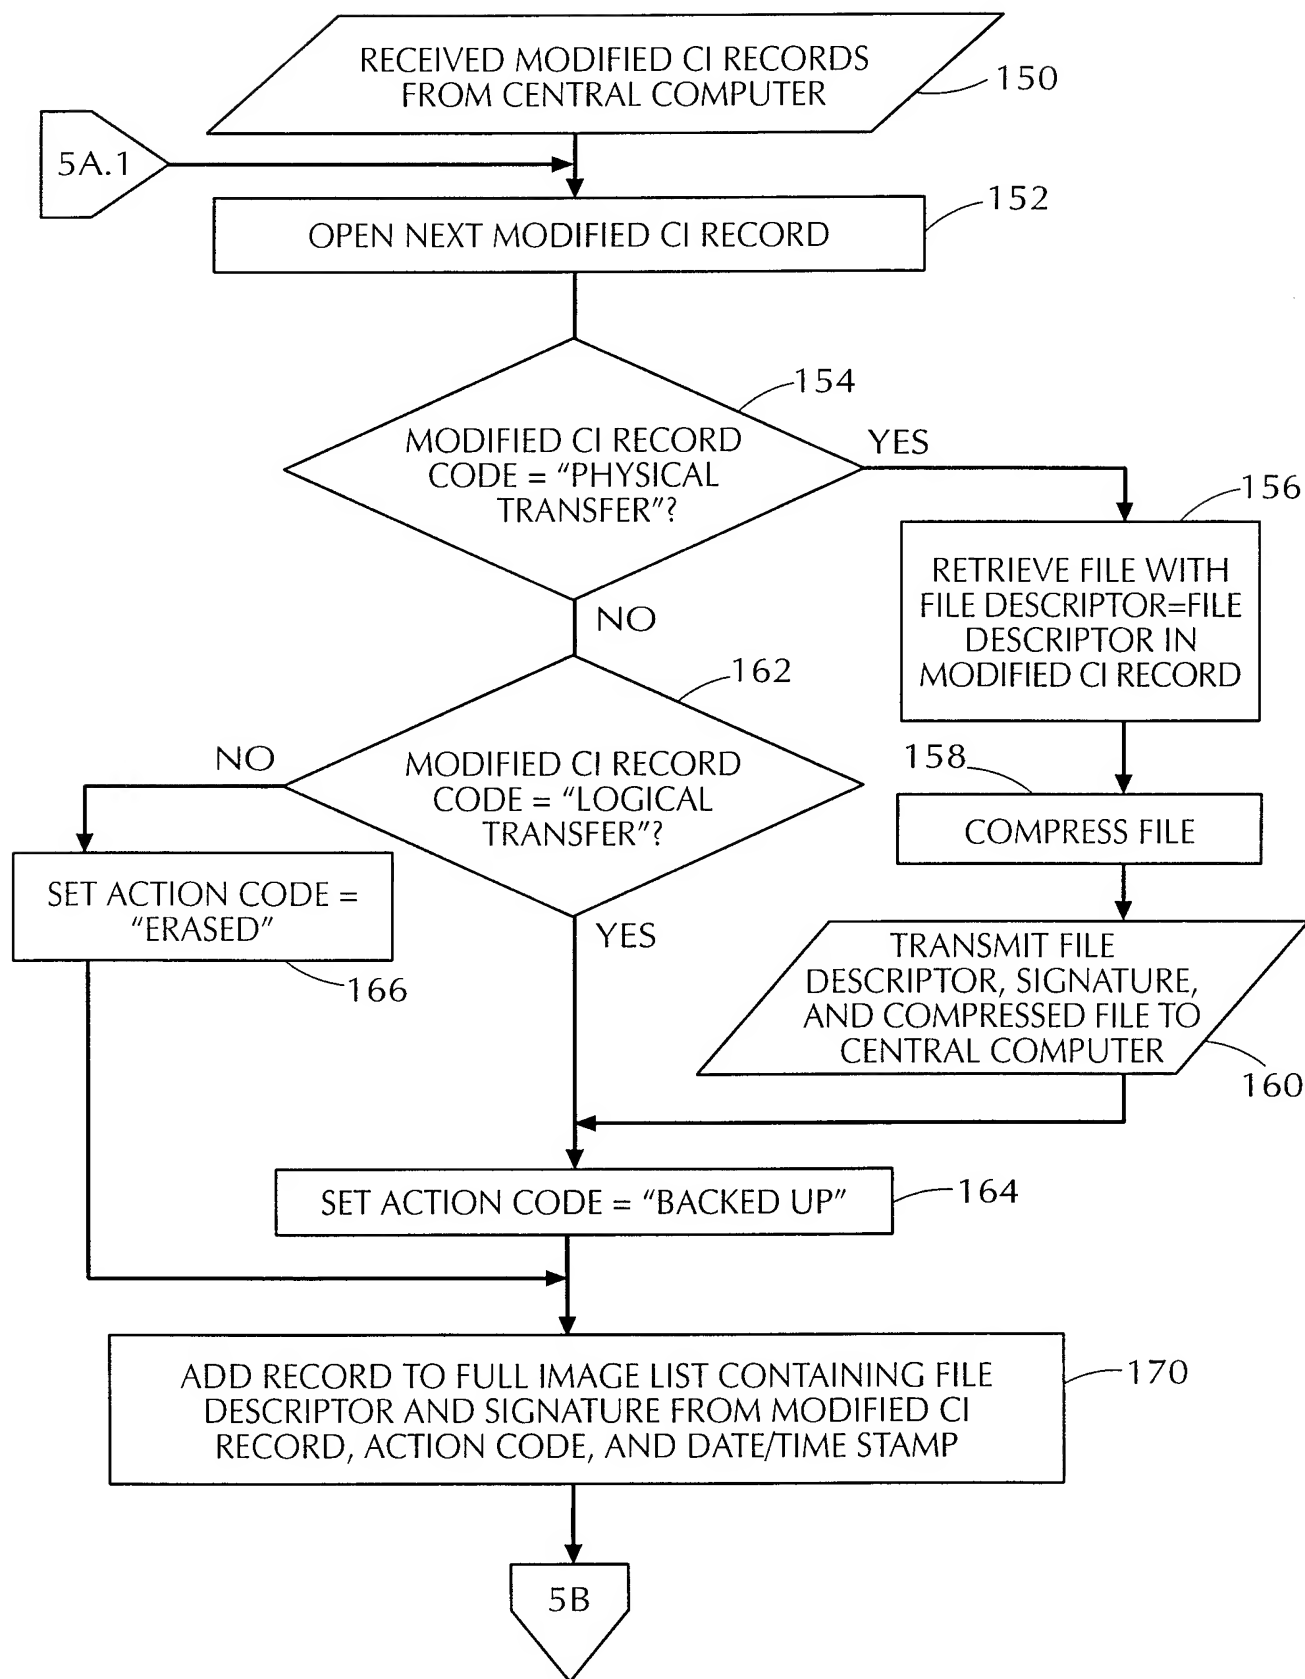 RECEIVED MODIFIED CI RECORDS
FROM CENTRAL COMPUTER
150
5A.1
152
OPEN NEXT MODIFIED CI RECORD
154
MODIFIED CI RECORD
CODE = "PHYSICAL
TRANSFER"?
YES
156
RETRIEVE FILE WITH
FILE DESCRIPTOR=FILE
DESCRIPTOR IN
MODIFIED CI RECORD
NO
162
MODIFIED CI RECORD
CODE = "LOGICAL
TRANSFER"?
NO
158
COMPRESS FILE
SET ACTION CODE =
"ERASED"
166
YES
TRANSMIT FILE
DESCRIPTOR, SIGNATURE,
AND COMPRESSED FILE TO
CENTRAL COMPUTER
160
SET ACTION CODE = "BACKED UP"
164
ADD RECORD TO FULL IMAGE LIST CONTAINING FILE
DESCRIPTOR AND SIGNATURE FROM MODIFIED CI
RECORD, ACTION CODE, AND DATE/TIME STAMP
170
5B